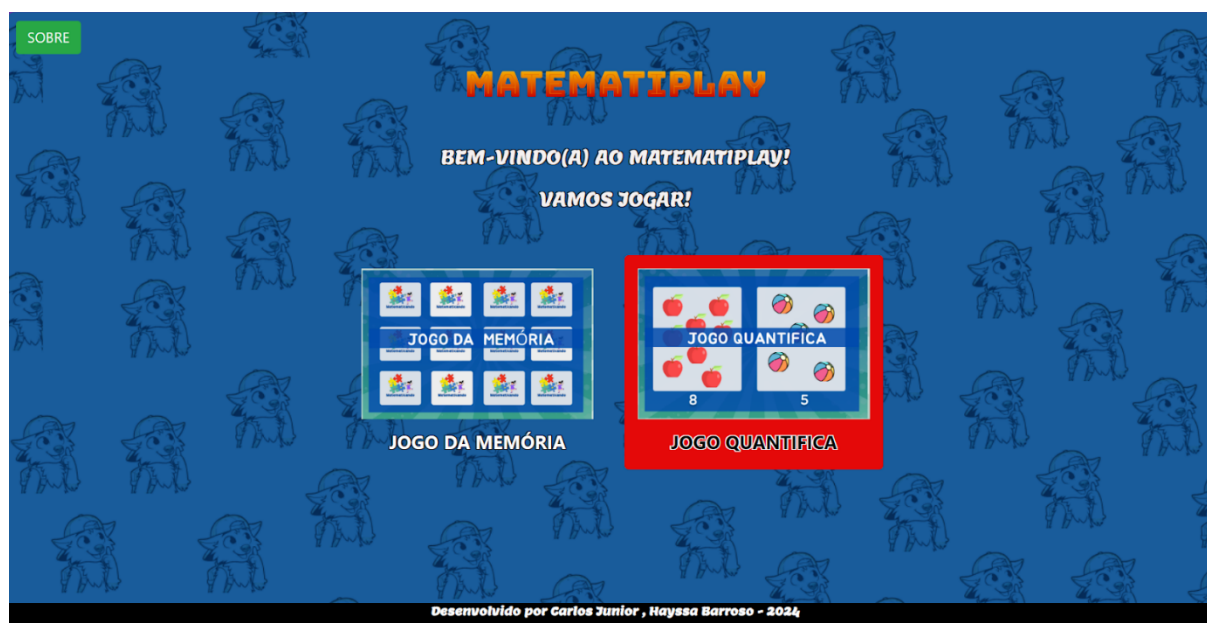 SOBRE
MATEMATIPLAY
BEM-VINDO(A) AO MATEMATIPLAY!
VAMOS JOGAR!
JOGO DA MEMÓRIA
JOGO QUANTIFICA
8 5
JOGO DA MEMÓRIA
JOGO QUANTIFICA
Desenvolvido por Carlos Junior , Hayssa Barroso - 2024